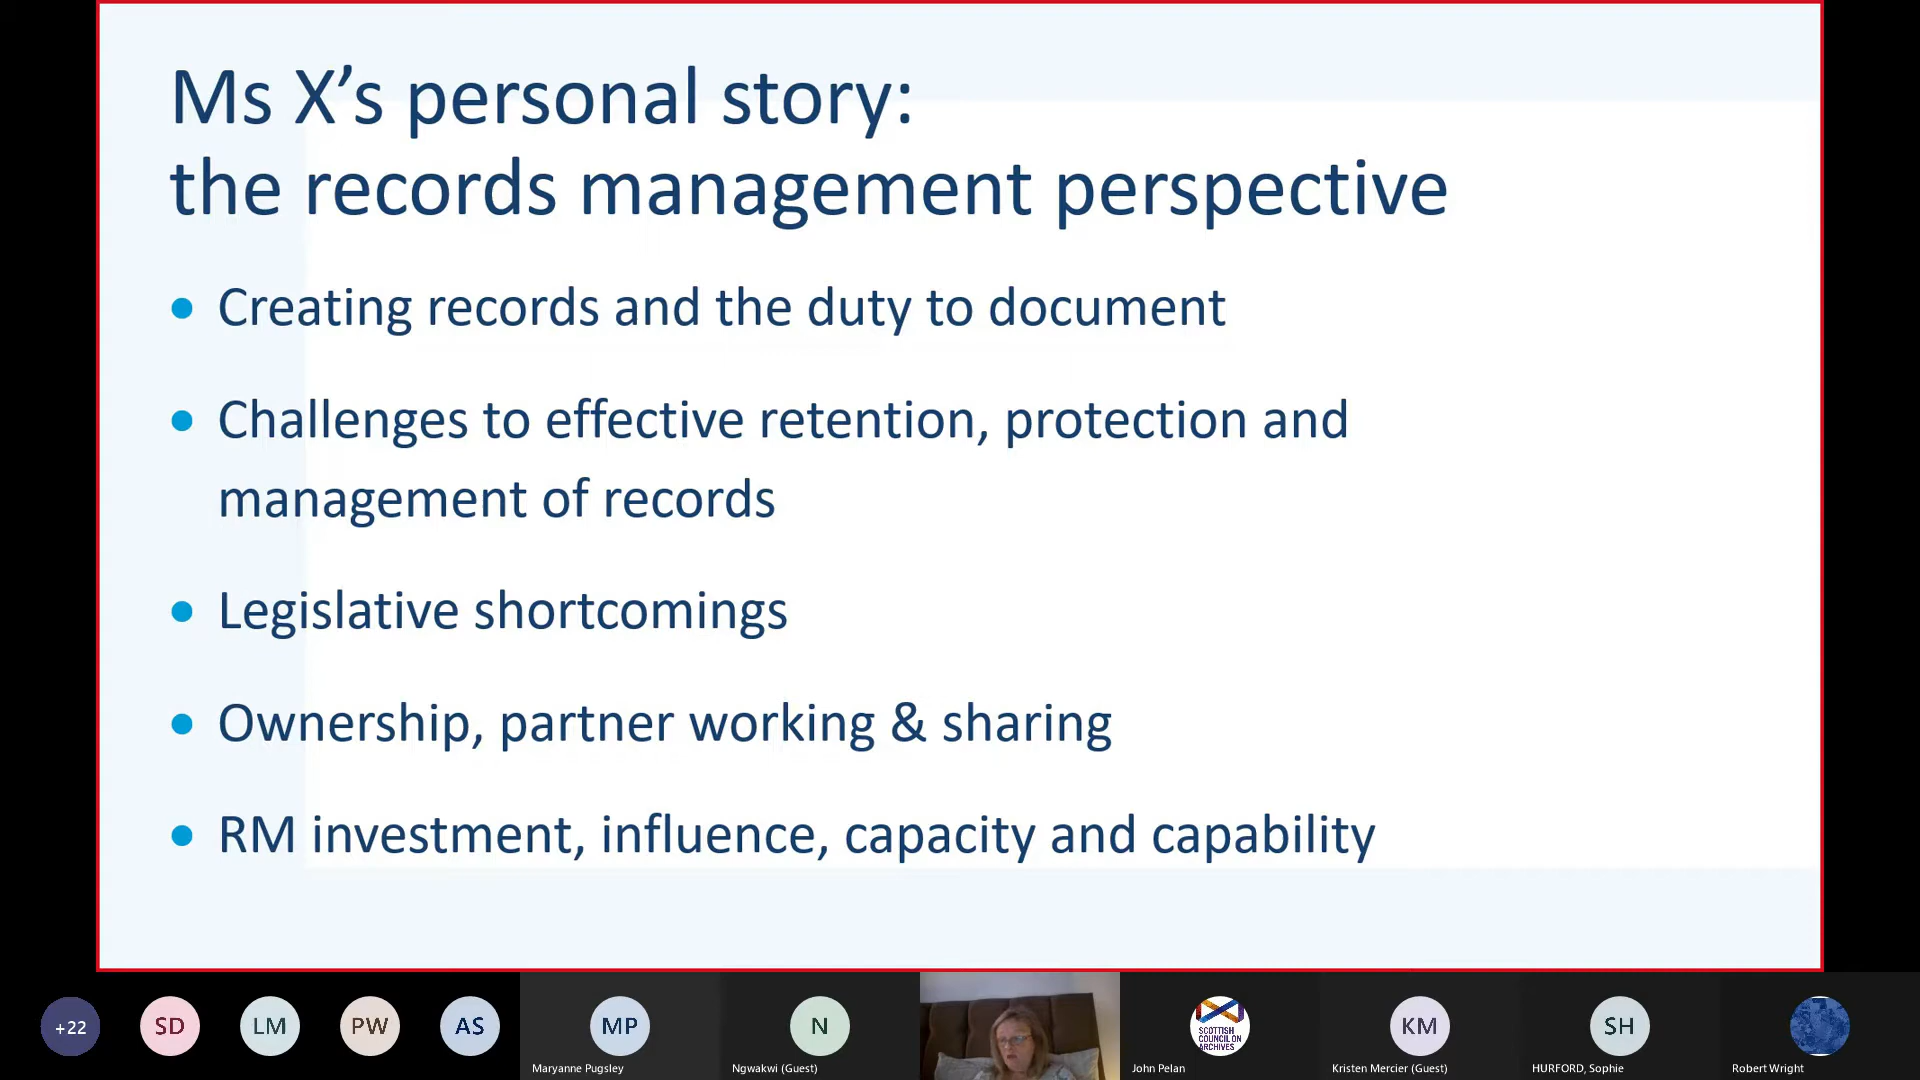 Ms X’s personal story:
the records management perspective
• Creating records and the duty to document
• Challenges to effective retention, protection and
management of records
• Legislative shortcomings
• Ownership, partner working & sharing
• RM investment, influence, capacity and capability
+22
SD
LM
PW
AS
MP
Maryanne Pugsley
N
Ngwakwi (Guest)
SCOTTISH
COUNCIL ON
ARCHIVES
John Pelan
KM
Kristen Mercier (Guest)
SH
HURFORD, Sophie
Robert Wright